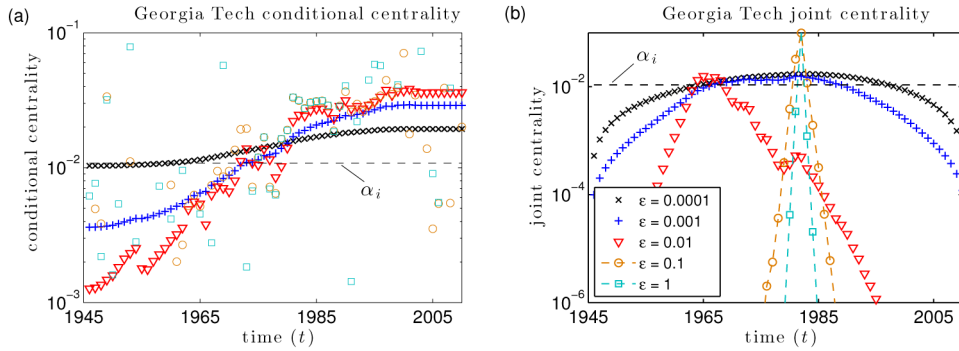 (a)
Georgia Tech conditional centrality
conditional centrality
10⁻¹
10⁻²
10⁻³
αᵢ
1945
1965
1985
2005
time (t)
(b)
Georgia Tech joint centrality
joint centrality
10⁻²
10⁻⁴
10⁻⁶
αᵢ
ε = 0.0001
ε = 0.001
ε = 0.01
ε = 0.1
ε = 1
1945
1965
1985
2005
time (t)